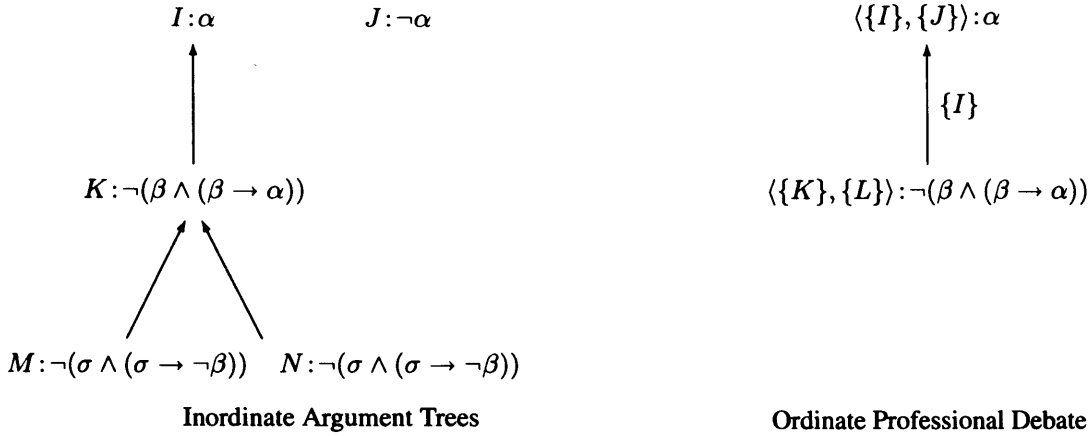 I:α J:¬α ⟨{I},{J}⟩:α
{I}
K:¬(β ∧ (β → α)) ⟨{K},{L}⟩:¬(β ∧ (β → α))
M:¬(σ ∧ (σ → ¬β)) N:¬(σ ∧ (σ → ¬β))
Inordinate Argument Trees Ordinate Professional Debate